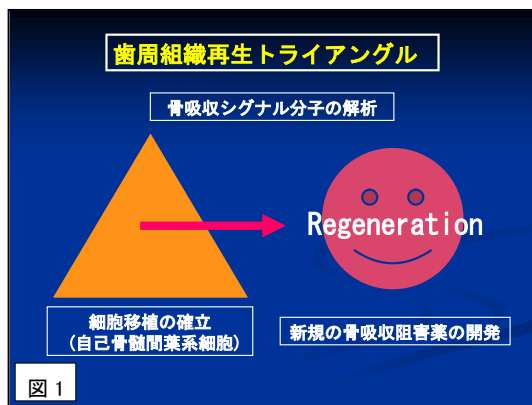 歯周組織再生トライアングル
骨吸収シグナル分子の解析
Regeneration
細胞移植の確立
(自己骨髄間葉系細胞)
新規の骨吸収阻害薬の開発
図1